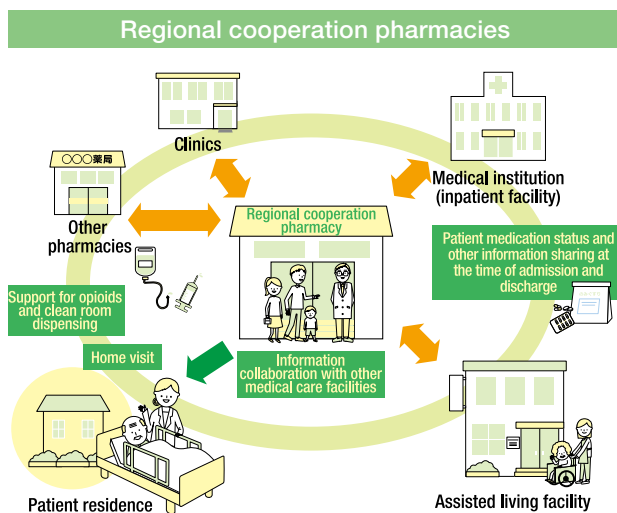 Regional cooperation pharmacies
Clinics
Medical institution
(inpatient facility)
〇〇〇薬局
Other
pharmacies
Regional cooperation
pharmacy
Patient medication status and
other information sharing at
the time of admission and
discharge
Support for opioids
and clean room
dispensing
Home visit
Information
collaboration with other
medical care facilities
Patient residence
Assisted living facility